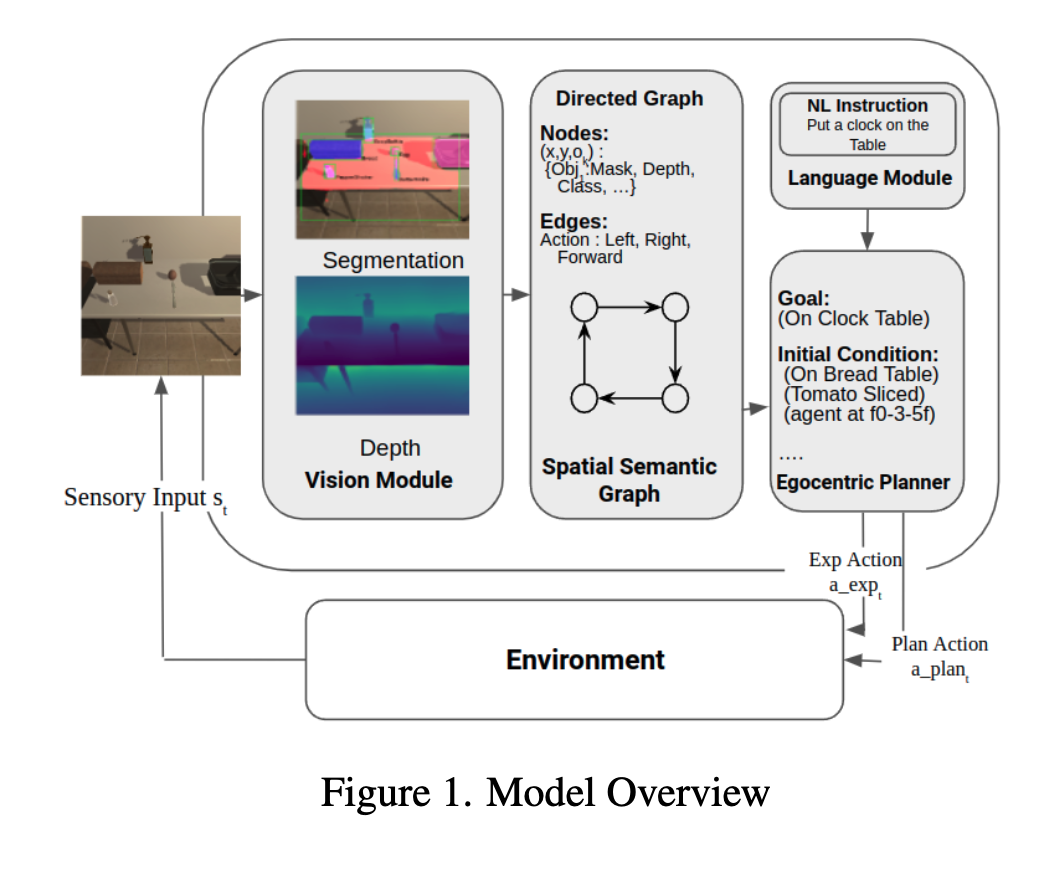 Directed Graph
Nodes:
(x,y,o_k) :
{Obj_1:Mask, Depth,
Class, ...}
Edges:
Action : Left, Right,
Forward
Spatial Semantic
Graph
NL Instruction
Put a clock on the
Table
Language Module
Segmentation
Depth
Vision Module
Goal:
(On Clock Table)
Initial Condition:
(On Bread Table)
(Tomato Sliced)
(agent at f0-3-5f)
....
Egocentric Planner
Sensory Input s_t
Exp Action
a_exp_t
Plan Action
a_plan_t
Environment
Figure 1. Model Overview